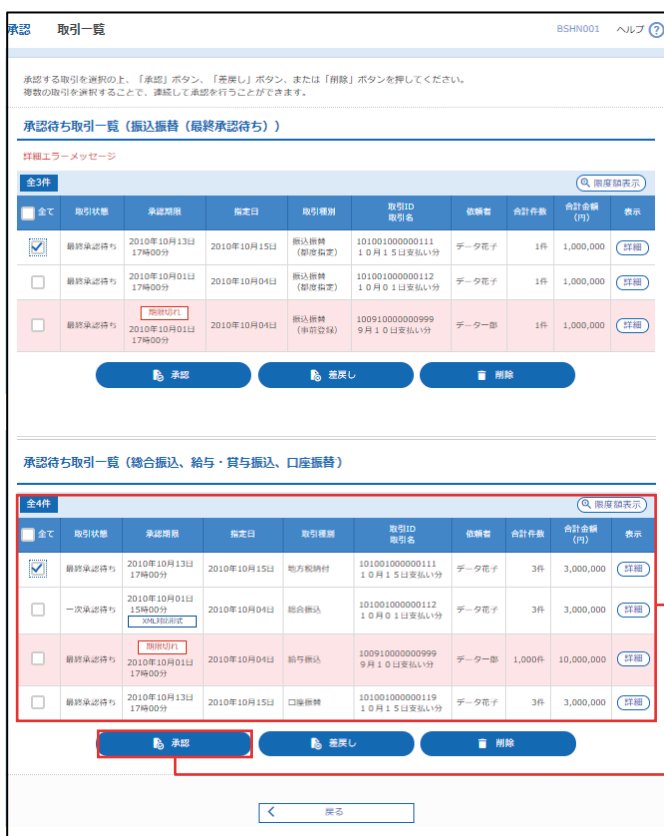 承認 取引一覧 BSHN001 ヘルプ ?
承認する取引を選択の上、「承認」ボタン、「差戻し」ボタン、または「削除」ボタンを押してください。
複数の取引を選択することで、連続して承認を行うことができます。
承認待ち取引一覧（振込振替（最終承認待ち））
詳細エラーメッセージ
全3件 限度額表示
全て 取引状態 承認期限 指定日 取引種別 取引ID 取引名 依頼者 合計件数 合計金額（円） 表示
最終承認待ち 2010年10月13日 17時00分 2010年10月15日 振込振替（都度指定） 101001000000111 １０月１５日支払い分 データ花子 1件 1,000,000 詳細
最終承認待ち 2010年10月01日 17時00分 2010年10月04日 振込振替（都度指定） 101001000000112 １０月０１日支払い分 データ花子 1件 1,000,000 詳細
最終承認待ち 期限切れ 2010年10月01日 17時00分 2010年10月04日 振込振替（事前登録） 100910000000999 ９月１０日支払い分 データ一郎 1件 1,000,000 詳細
承認 差戻し 削除
承認待ち取引一覧（総合振込、給与・賞与振込、口座振替）
全4件 限度額表示
全て 取引状態 承認期限 指定日 取引種別 取引ID 取引名 依頼者 合計件数 合計金額（円） 表示
最終承認待ち 2010年10月13日 17時00分 2010年10月15日 地方税納付 101001000000111 １０月１５日支払い分 データ花子 3件 3,000,000 詳細
一次承認待ち 2010年10月01日 15時00分 XML対応形式 2010年10月04日 総合振込 101001000000112 １０月０１日支払い分 データ花子 3件 3,000,000 詳細
最終承認待ち 期限切れ 2010年10月01日 17時00分 2010年10月04日 給与振込 100910000000999 ９月１０日支払い分 データ一郎 1,000件 10,000,000 詳細
最終承認待ち 2010年10月13日 17時00分 2010年10月15日 口座振替 101001000000119 １０月１５日支払い分 データ花子 3件 3,000,000 詳細
承認 差戻し 削除
戻る